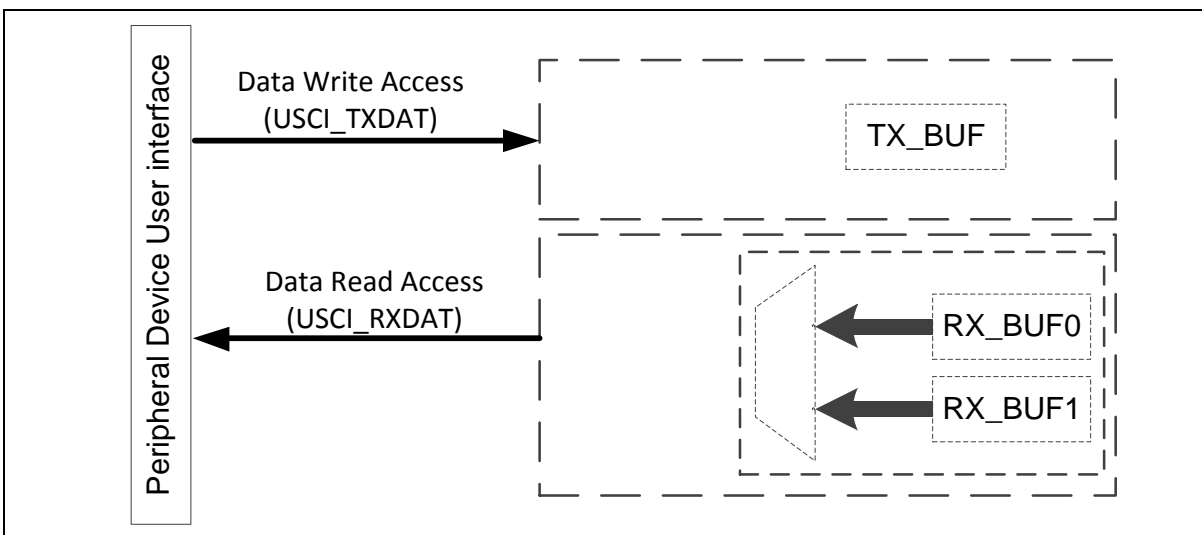 Peripheral Device User interface
Data Write Access
(USCI_TXDAT)
TX_BUF
Data Read Access
(USCI_RXDAT)
RX_BUF0
RX_BUF1